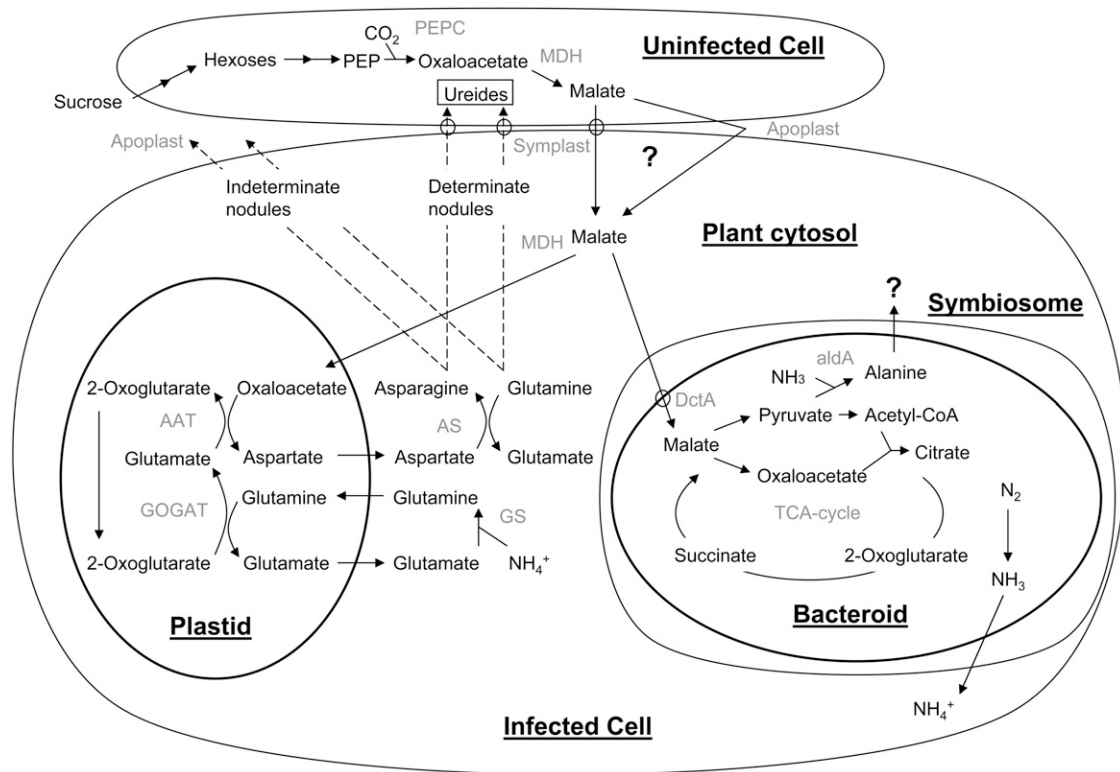 PEPC
CO2
Uninfected Cell
Hexoses
PEP
Oxaloacetate
MDH
Sucrose
Ureides
Malate
Apoplast
Symplast
Apoplast
?
Indeterminate
nodules
Determinate
nodules
MDH
Malate
Plant cytosol
?
Symbiosome
aldA
NH3
Alanine
2-Oxoglutarate
Oxaloacetate
Asparagine
Glutamine
DctA
Pyruvate
Acetyl-CoA
AAT
AS
Malate
Glutamate
Aspartate
Aspartate
Glutamate
Oxaloacetate
Citrate
Glutamine
Glutamine
N2
GOGAT
GS
TCA-cycle
2-Oxoglutarate
Glutamate
Glutamate
NH4+
Succinate
2-Oxoglutarate
NH3
Plastid
Bacteroid
NH4+
Infected Cell